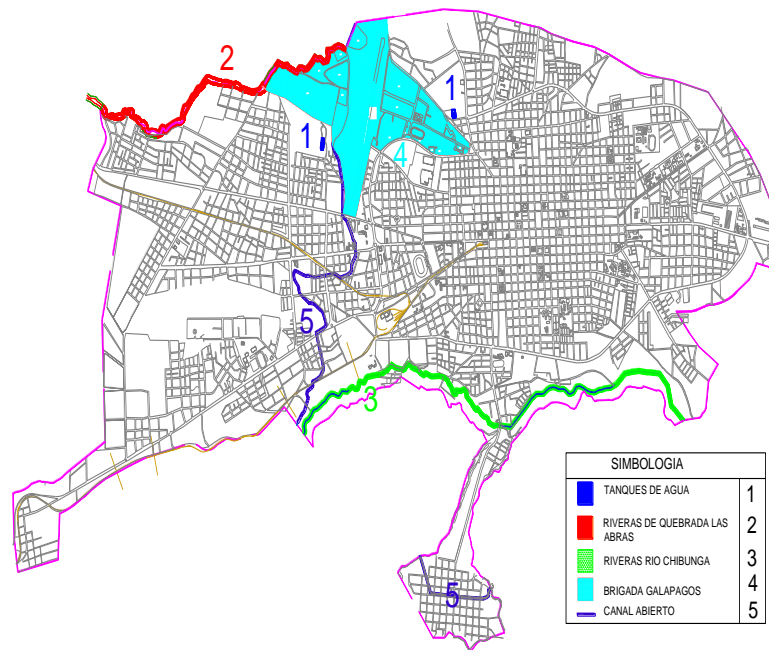 2
1
1
4
5
3
5
SIMBOLOGIA
TANQUES DE AGUA 1
RIVERAS DE QUEBRADA LAS
ABRAS 2
RIVERAS RIO CHIBUNGA 3
BRIGADA GALAPAGOS 4
CANAL ABIERTO 5